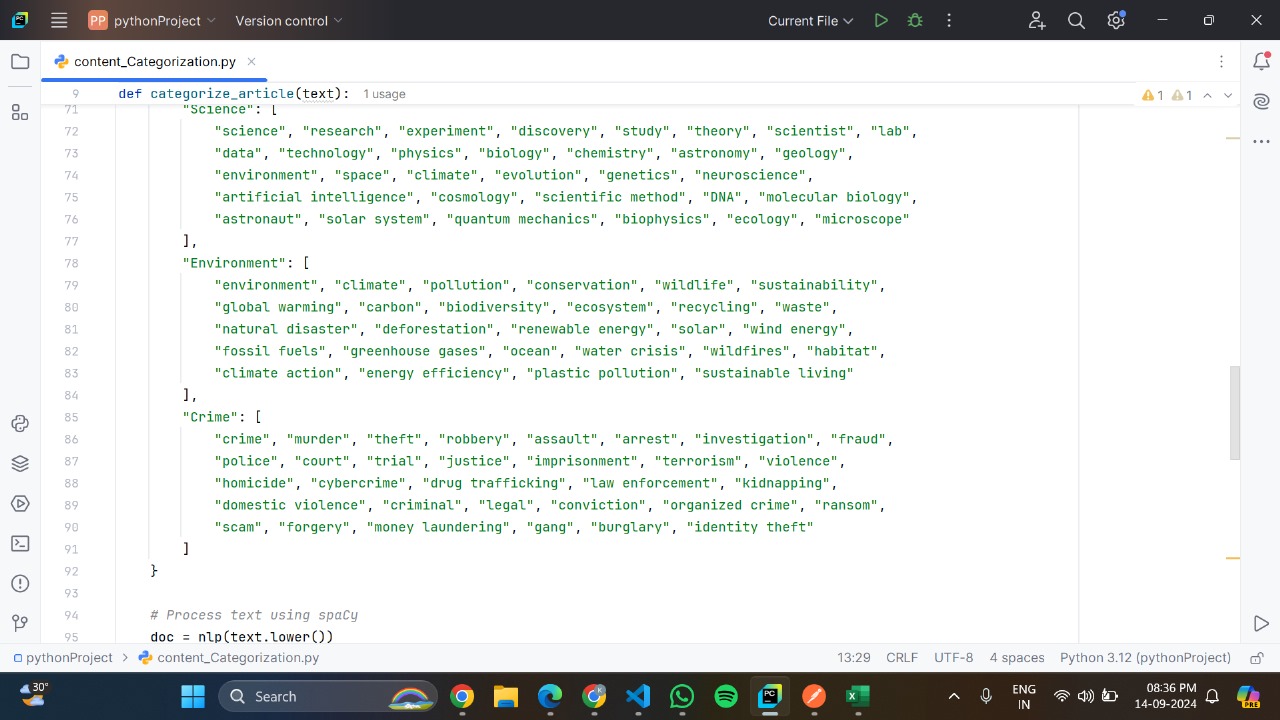 PP pythonProject Version control Current File
content_Categorization.py
9 def categorize_article(text): 1 usage 1 1
71 "Science": [
72 "science", "research", "experiment", "discovery", "study", "theory", "scientist", "lab",
73 "data", "technology", "physics", "biology", "chemistry", "astronomy", "geology",
74 "environment", "space", "climate", "evolution", "genetics", "neuroscience",
75 "artificial intelligence", "cosmology", "scientific method", "DNA", "molecular biology",
76 "astronaut", "solar system", "quantum mechanics", "biophysics", "ecology", "microscope"
77 ],
78 "Environment": [
79 "environment", "climate", "pollution", "conservation", "wildlife", "sustainability",
80 "global warming", "carbon", "biodiversity", "ecosystem", "recycling", "waste",
81 "natural disaster", "deforestation", "renewable energy", "solar", "wind energy",
82 "fossil fuels", "greenhouse gases", "ocean", "water crisis", "wildfires", "habitat",
83 "climate action", "energy efficiency", "plastic pollution", "sustainable living"
84 ],
85 "Crime": [
86 "crime", "murder", "theft", "robbery", "assault", "arrest", "investigation", "fraud",
87 "police", "court", "trial", "justice", "imprisonment", "terrorism", "violence",
88 "homicide", "cybercrime", "drug trafficking", "law enforcement", "kidnapping",
89 "domestic violence", "criminal", "legal", "conviction", "organized crime", "ransom",
90 "scam", "forgery", "money laundering", "gang", "burglary", "identity theft"
91 ]
92 }
93
94 # Process text using spaCy
95 doc = nlp(text.lower())
pythonProject > content_Categorization.py 13:29 CRLF UTF-8 4 spaces Python 3.12 (pythonProject)
30° Search ENG 08:36 PM
IN 14-09-2024